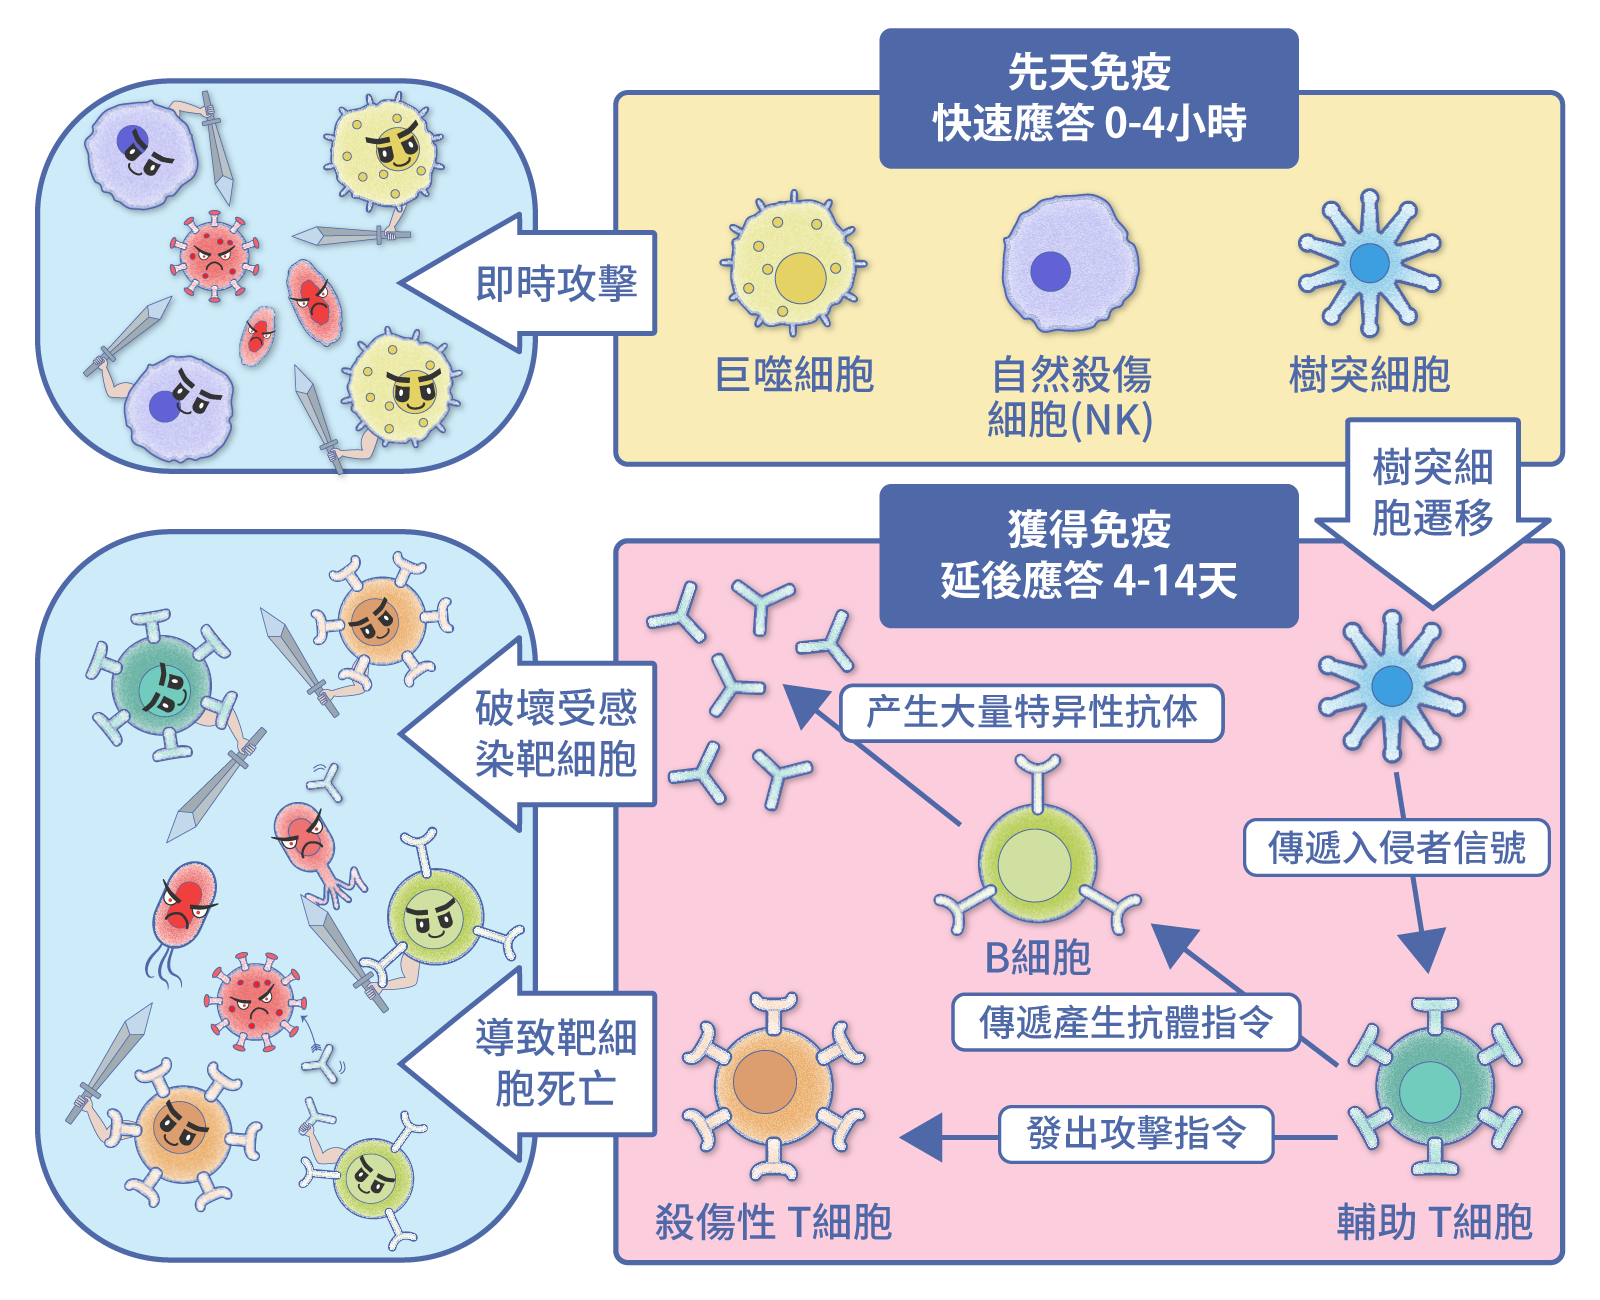 先天免疫
快速應答 0-4小時
即時攻擊
巨噬細胞
自然殺傷
細胞(NK)
樹突細胞
樹突細
胞遷移
獲得免疫
延後應答 4-14天
破壞受感
染靶細胞
产生大量特异性抗体
傳遞入侵者信號
B細胞
傳遞產生抗體指令
導致靶細
胞死亡
發出攻擊指令
殺傷性 T細胞
輔助 T細胞